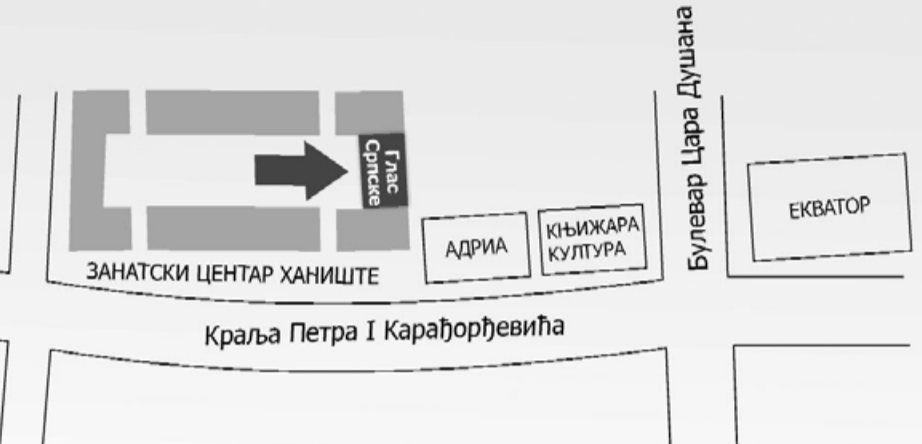 Глас
Српске
АДРИА
КЊИЖАРА
КУЛТУРА
Булевар Цара Душана
ЕКВАТОР
ЗАНАТСКИ ЦЕНТАР ХАНИШТЕ
Краља Петра I Карађорђевића